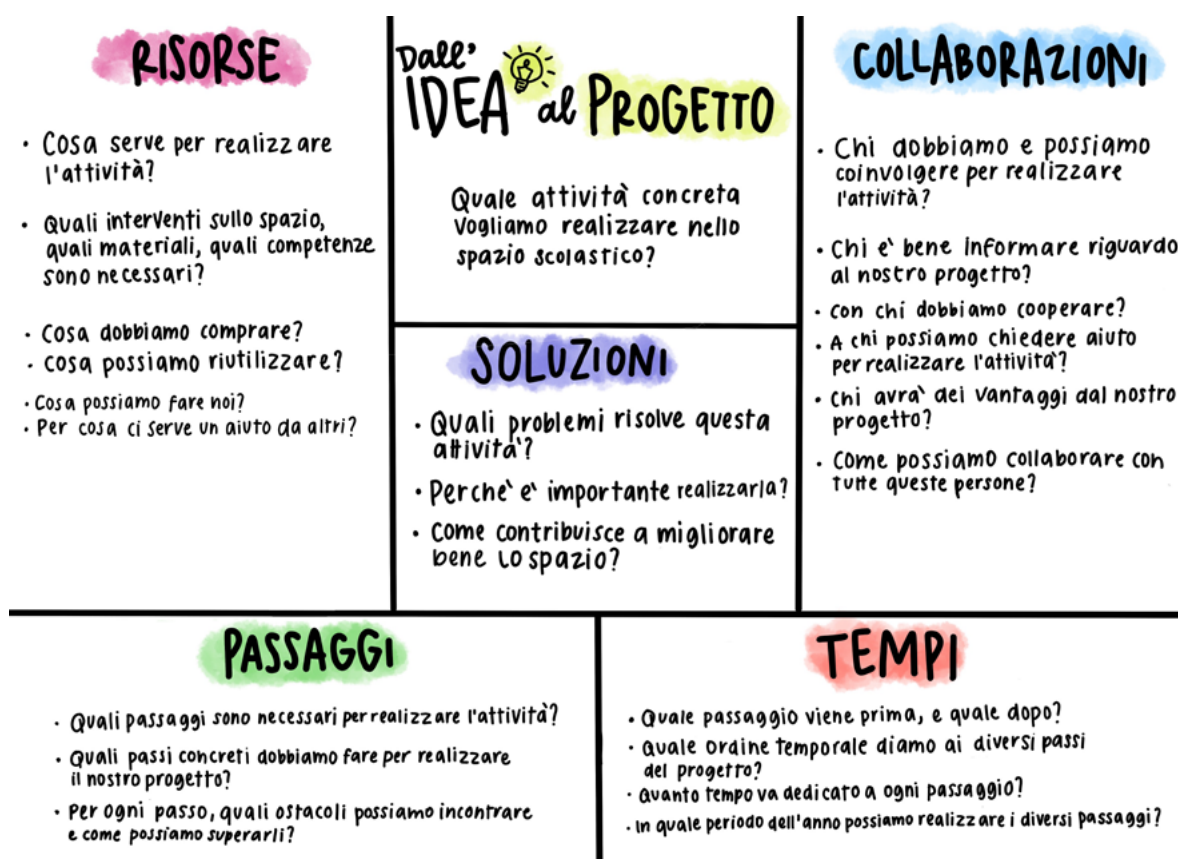 RISORSE
• Cosa serve per realizzare
l'attività?
• Quali interventi sullo spazio,
quali materiali, quali competenze
sono necessari?
• Cosa dobbiamo comprare?
• Cosa possiamo riutilizzare?
• Cosa possiamo fare noi?
• Per cosa ci serve un aiuto da altri?
Dall'
IDEA al PROGETTO
Quale attività concreta
vogliamo realizzare nello
spazio scolastico?
SOLUZIONI
• Quali problemi risolve questa
attività?
• Perche' e' importante realizzarla?
• Come contribuisce a migliorare
bene lo spazio?
COLLABORAZIONI
• Chi dobbiamo e possiamo
coinvolgere per realizzare
l'attività?
• Chi e' bene informare riguardo
al nostro progetto?
• Con chi dobbiamo cooperare?
• A chi possiamo chiedere aiuto
per realizzare l'attività?
• Chi avra' dei vantaggi dal nostro
progetto?
• Come possiamo collaborare con
tutte queste persone?
PASSAGGI
• Quali passaggi sono necessari per realizzare l'attività?
• Quali passi concreti dobbiamo fare per realizzare
il nostro progetto?
• Per ogni passo, quali ostacoli possiamo incontrare
e come possiamo superarli?
TEMPI
• Quale passaggio viene prima, e quale dopo?
• Quale ordine temporale diamo ai diversi passi
del progetto?
• Quanto tempo va dedicato a ogni passaggio?
• In quale periodo dell'anno possiamo realizzare i diversi passaggi?